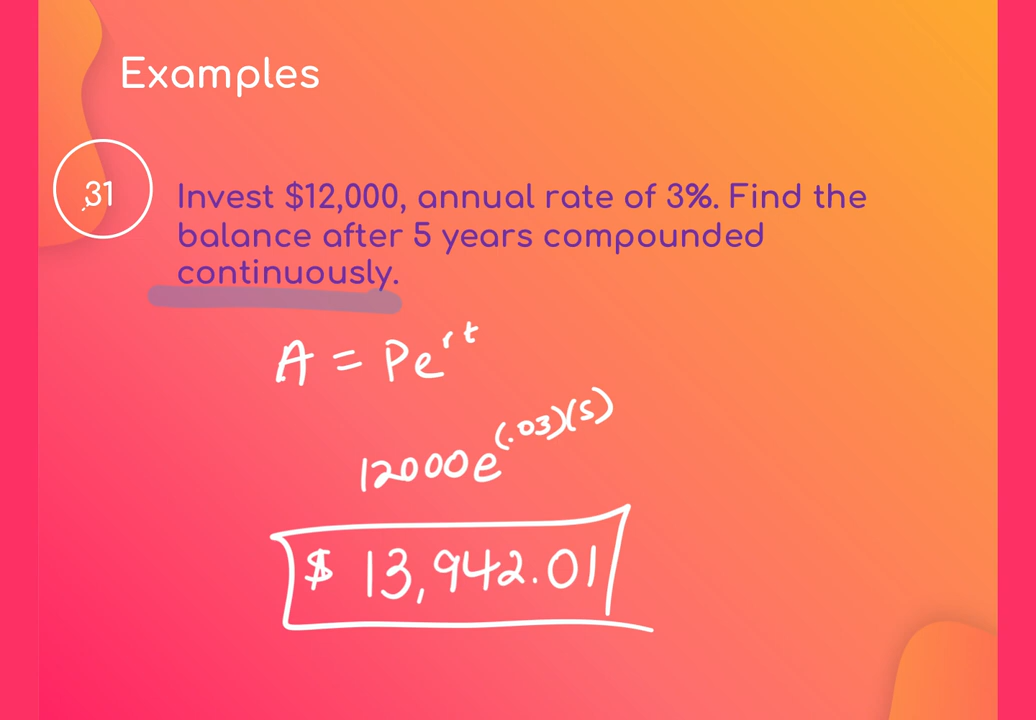 Examples
31
Invest $12,000, annual rate of 3%. Find the
balance after 5 years compounded
continuously.
A = Pe^rt
12000e^(.03)(5)
$ 13,942.01